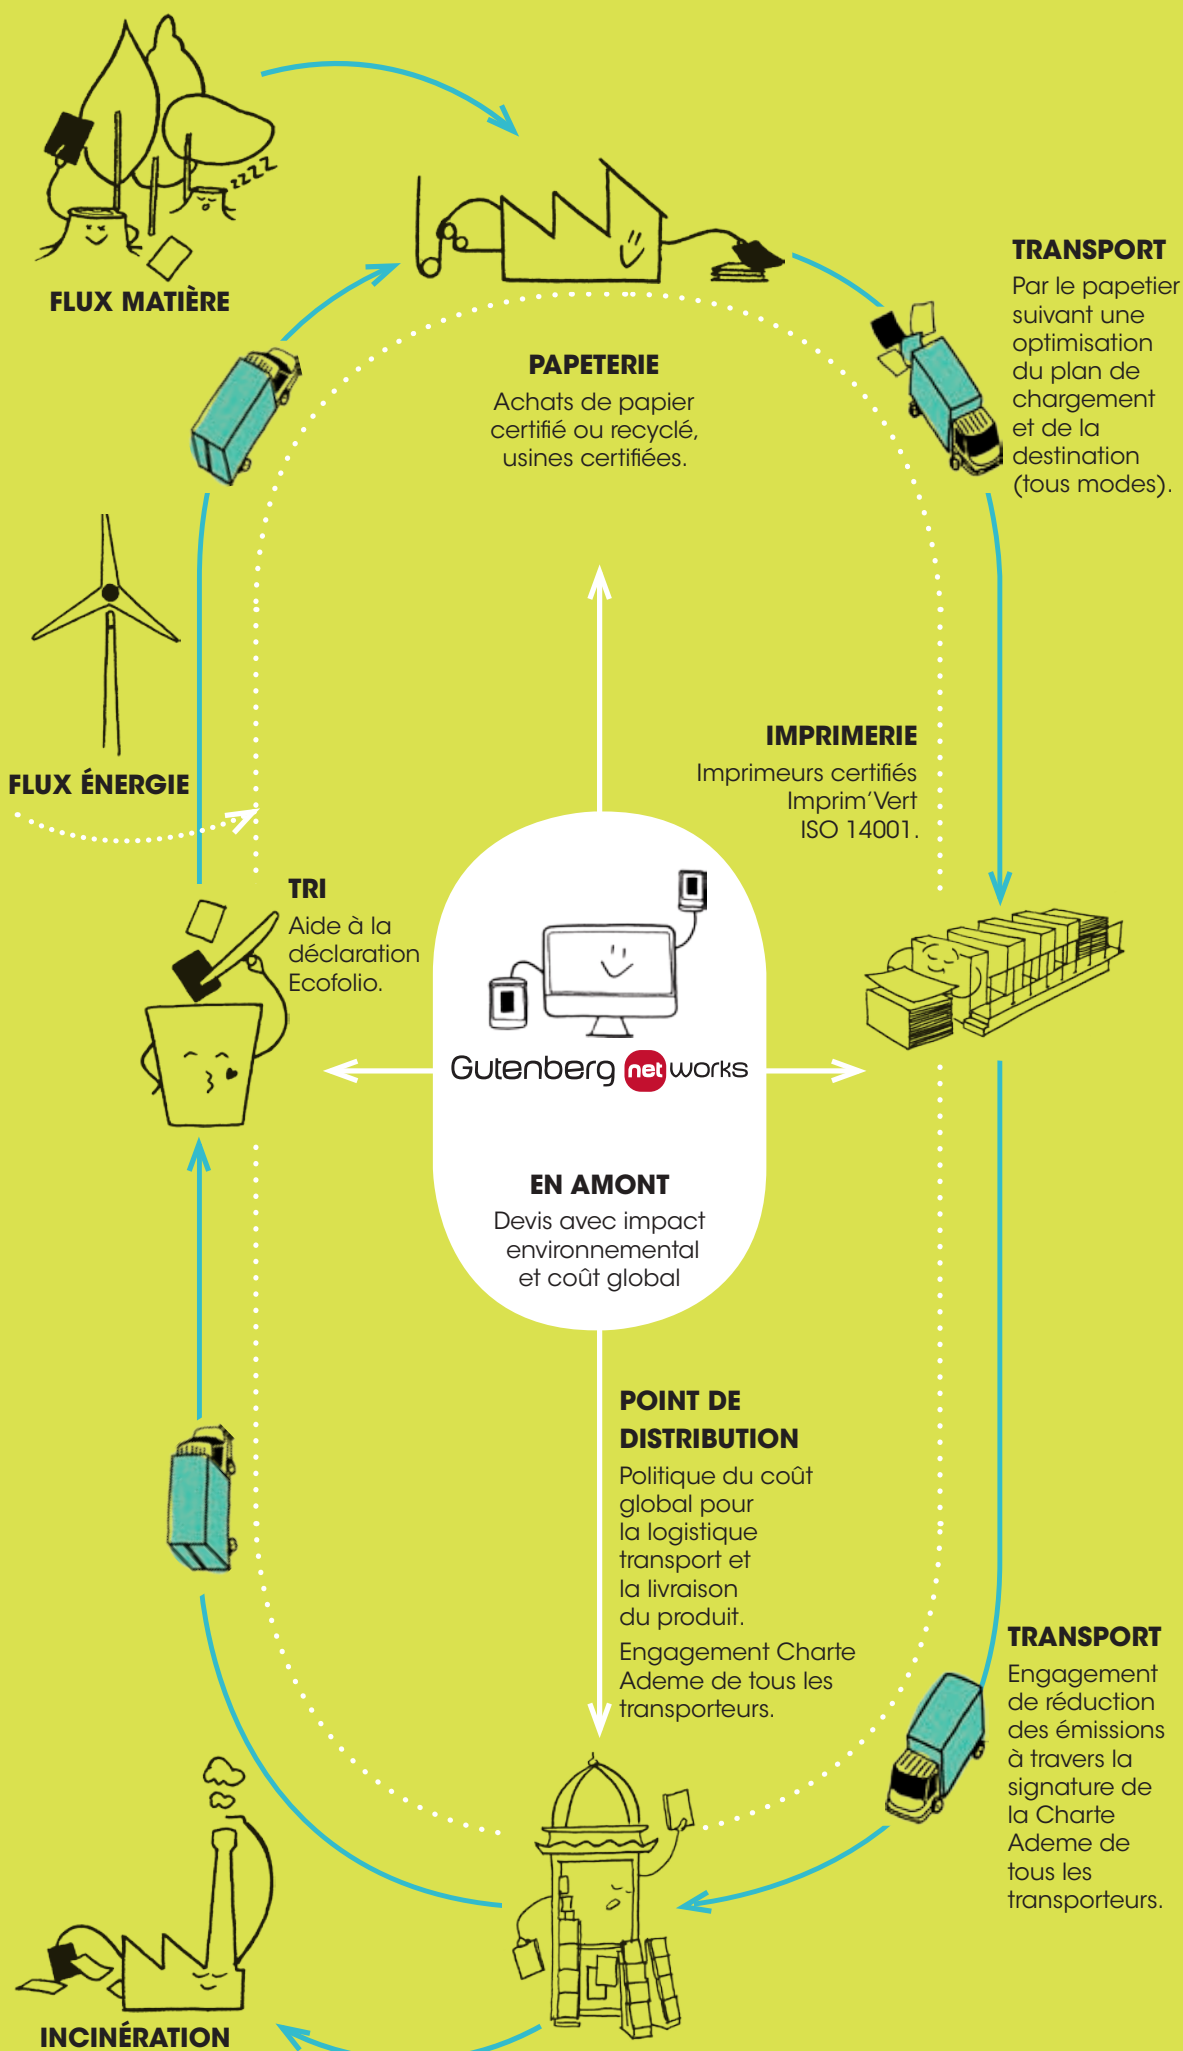 zzzz
FLUX MATIÈRE
PAPETERIE
Achats de papier
certifié ou recyclé,
usines certifiées.
TRANSPORT
Par le papetier
suivant une
optimisation
du plan de
chargement
et de la
destination
(tous modes).
FLUX ÉNERGIE
IMPRIMERIE
Imprimeurs certifiés
Imprim'Vert
ISO 14001.
TRI
Aide à la
déclaration
Ecofolio.
Gutenberg net works
EN AMONT
Devis avec impact
environnemental
et coût global
POINT DE
DISTRIBUTION
Politique du coût
global pour
la logistique
transport et
la livraison
du produit.
Engagement Charte
Ademe de tous les
transporteurs.
TRANSPORT
Engagement
de réduction
des émissions
à travers la
signature de
la Charte
Ademe de
tous les
transporteurs.
INCINÉRATION